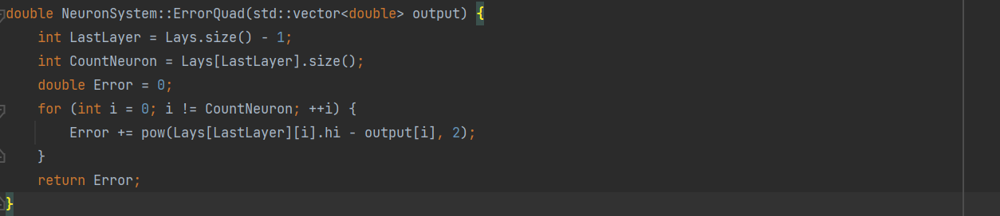 double NeuronSystem::ErrorQuad(std::vector<double> output) {
    int LastLayer = Lays.size() - 1;
    int CountNeuron = Lays[LastLayer].size();
    double Error = 0;
    for (int i = 0; i != CountNeuron; ++i) {
        Error += pow(Lays[LastLayer][i].hi - output[i], 2);
    }
    return Error;
}